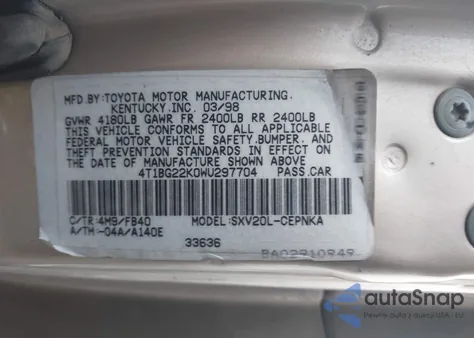 MFD.BY:TOYOTA MOTOR MANUFACTURING.
KENTUCKY.INC. 03/98
GVWR 4180LB GAWR FR 2400LB RR 2400LB
THIS VEHICLE CONFORMS TO ALL APPLICABLE
FEDERAL MOTOR VEHICLE SAFETY.BUMPER. AND
THEFT PREVENTION STANDARDS IN EFFECT ON
THE DATE OF MANUFACTURE SHOWN ABOVE.
4T1BG22K0WU297704 PASS.CAR
C/TR:4M9/FB40 MODEL:SXV20L-CEPNKA
A/TM:-04A/A140E
33636
BA02910949
autaSnap